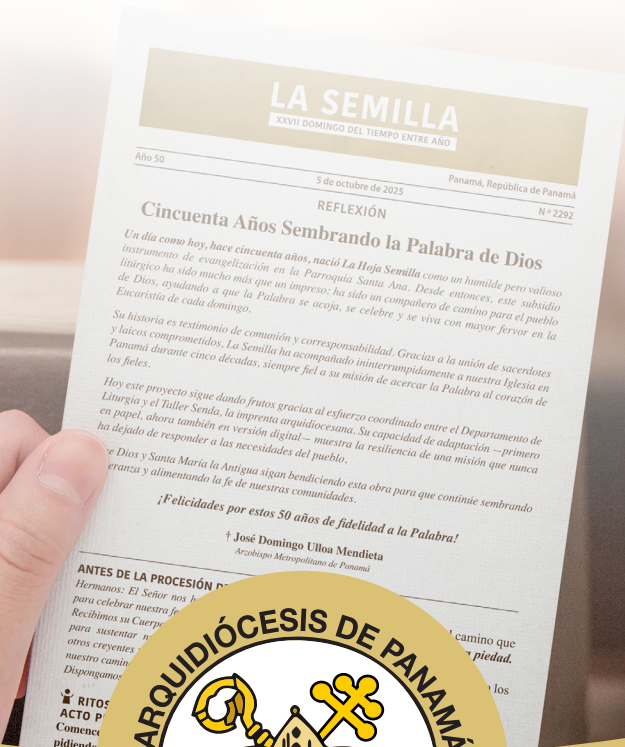 LA SEMILLA
XXVII DOMINGO DEL TIEMPO ENTRE AÑO
Año 50
5 de octubre de 2025
Panamá, República de Panamá
N º 2292
REFLEXIÓN
Cincuenta Años Sembrando la Palabra de Dios
Un día como hoy, hace cincuenta años, nació La Hoja Semilla como un humilde pero valioso
instrumento de evangelización en la Parroquia Santa Ana. Desde entonces, este subsidio
litúrgico ha sido mucho más que un impreso: ha sido un compañero de camino para el pueblo
de Dios, ayudando a que la Palabra se acoja, se celebre y se viva con mayor fervor en la
Eucaristía de cada domingo.
Su historia es testimonio de comunión y corresponsabilidad. Gracias a la unión de sacerdotes
y laicos comprometidos, La Semilla ha acompañado ininterrumpidamente a nuestra Iglesia en
Panamá durante cinco décadas, siempre fiel a su misión de acercar la Palabra al corazón de
los fieles.
Hoy este proyecto sigue dando frutos gracias al esfuerzo coordinado entre el Departamento de
Liturgia y el Taller Senda, la imprenta arquidiocesana. Su capacidad de adaptación —primero
en papel, ahora también en versión digital— muestra la resiliencia de una misión que nunca
ha dejado de responder a las necesidades del pueblo.
Dios y Santa María la Antigua sigan bendiciendo esta obra para que continúe sembrando
eranza y alimentando la fe de nuestras comunidades.
¡Felicidades por estos 50 años de fidelidad a la Palabra!
† José Domingo Ulloa Mendieta
Arzobispo Metropolitano de Panamá
ANTES DE LA PROCESIÓN
Hermanos: El Señor nos
para celebrar nuestra
camino que
Recibimos su Cuerpo
piedad.
para sustentar
otros creyentes
los
nuestro
Dispongamos
RITOS
ACTO
ARQUIDIÓCESIS DE PANAMÁ